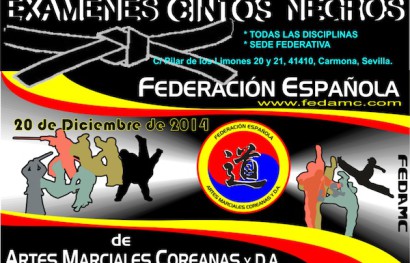 EXÁMENES CINTOS NEGROS
* TODAS LAS DISCIPLINAS
* SEDE FEDERATIVA
C/ Pilar de los Limones 20 y 21, 41410, Carmona, Sevilla.
FEDERACIÓN ESPAÑOLA
www.fedamc.com
20 de Diciembre de 2014
FEDERACIÓN ESPAÑOLA
道
ARTES MARCIALES COREANAS Y D.A.
FEDAMC
de
ARTES MARCIALES COREANAS Y D.A.